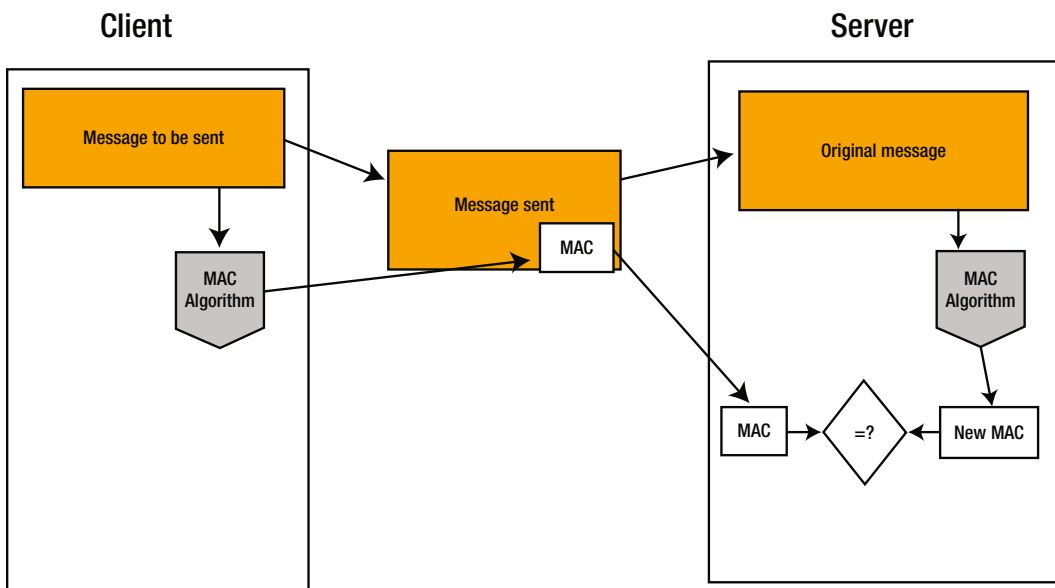 Client
Server
Message to be sent
Original message
Message sent
MAC
MAC
Algorithm
MAC
Algorithm
MAC
=?
New MAC